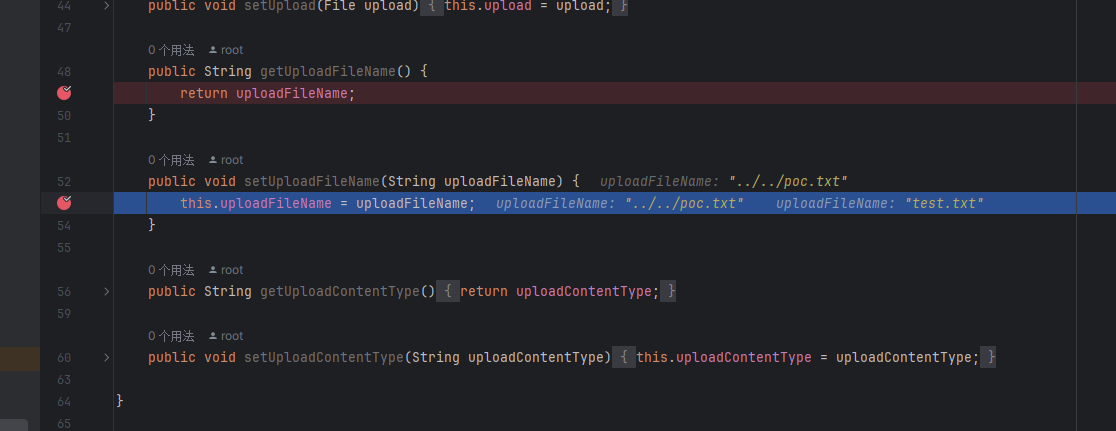 44 public void setUpload(File upload) { this.upload = upload; }
47
0 个用法 root
48 public String getUploadFileName() {
return uploadFileName;
50 }
51
0 个用法 root
52 public void setUploadFileName(String uploadFileName) { uploadFileName: "../../poc.txt"
this.uploadFileName = uploadFileName; uploadFileName: "../../poc.txt" uploadFileName: "test.txt"
54 }
55
0 个用法 root
56 public String getUploadContentType() { return uploadContentType; }
59
0 个用法 root
60 public void setUploadContentType(String uploadContentType) { this.uploadContentType = uploadContentType; }
63
64 }
65